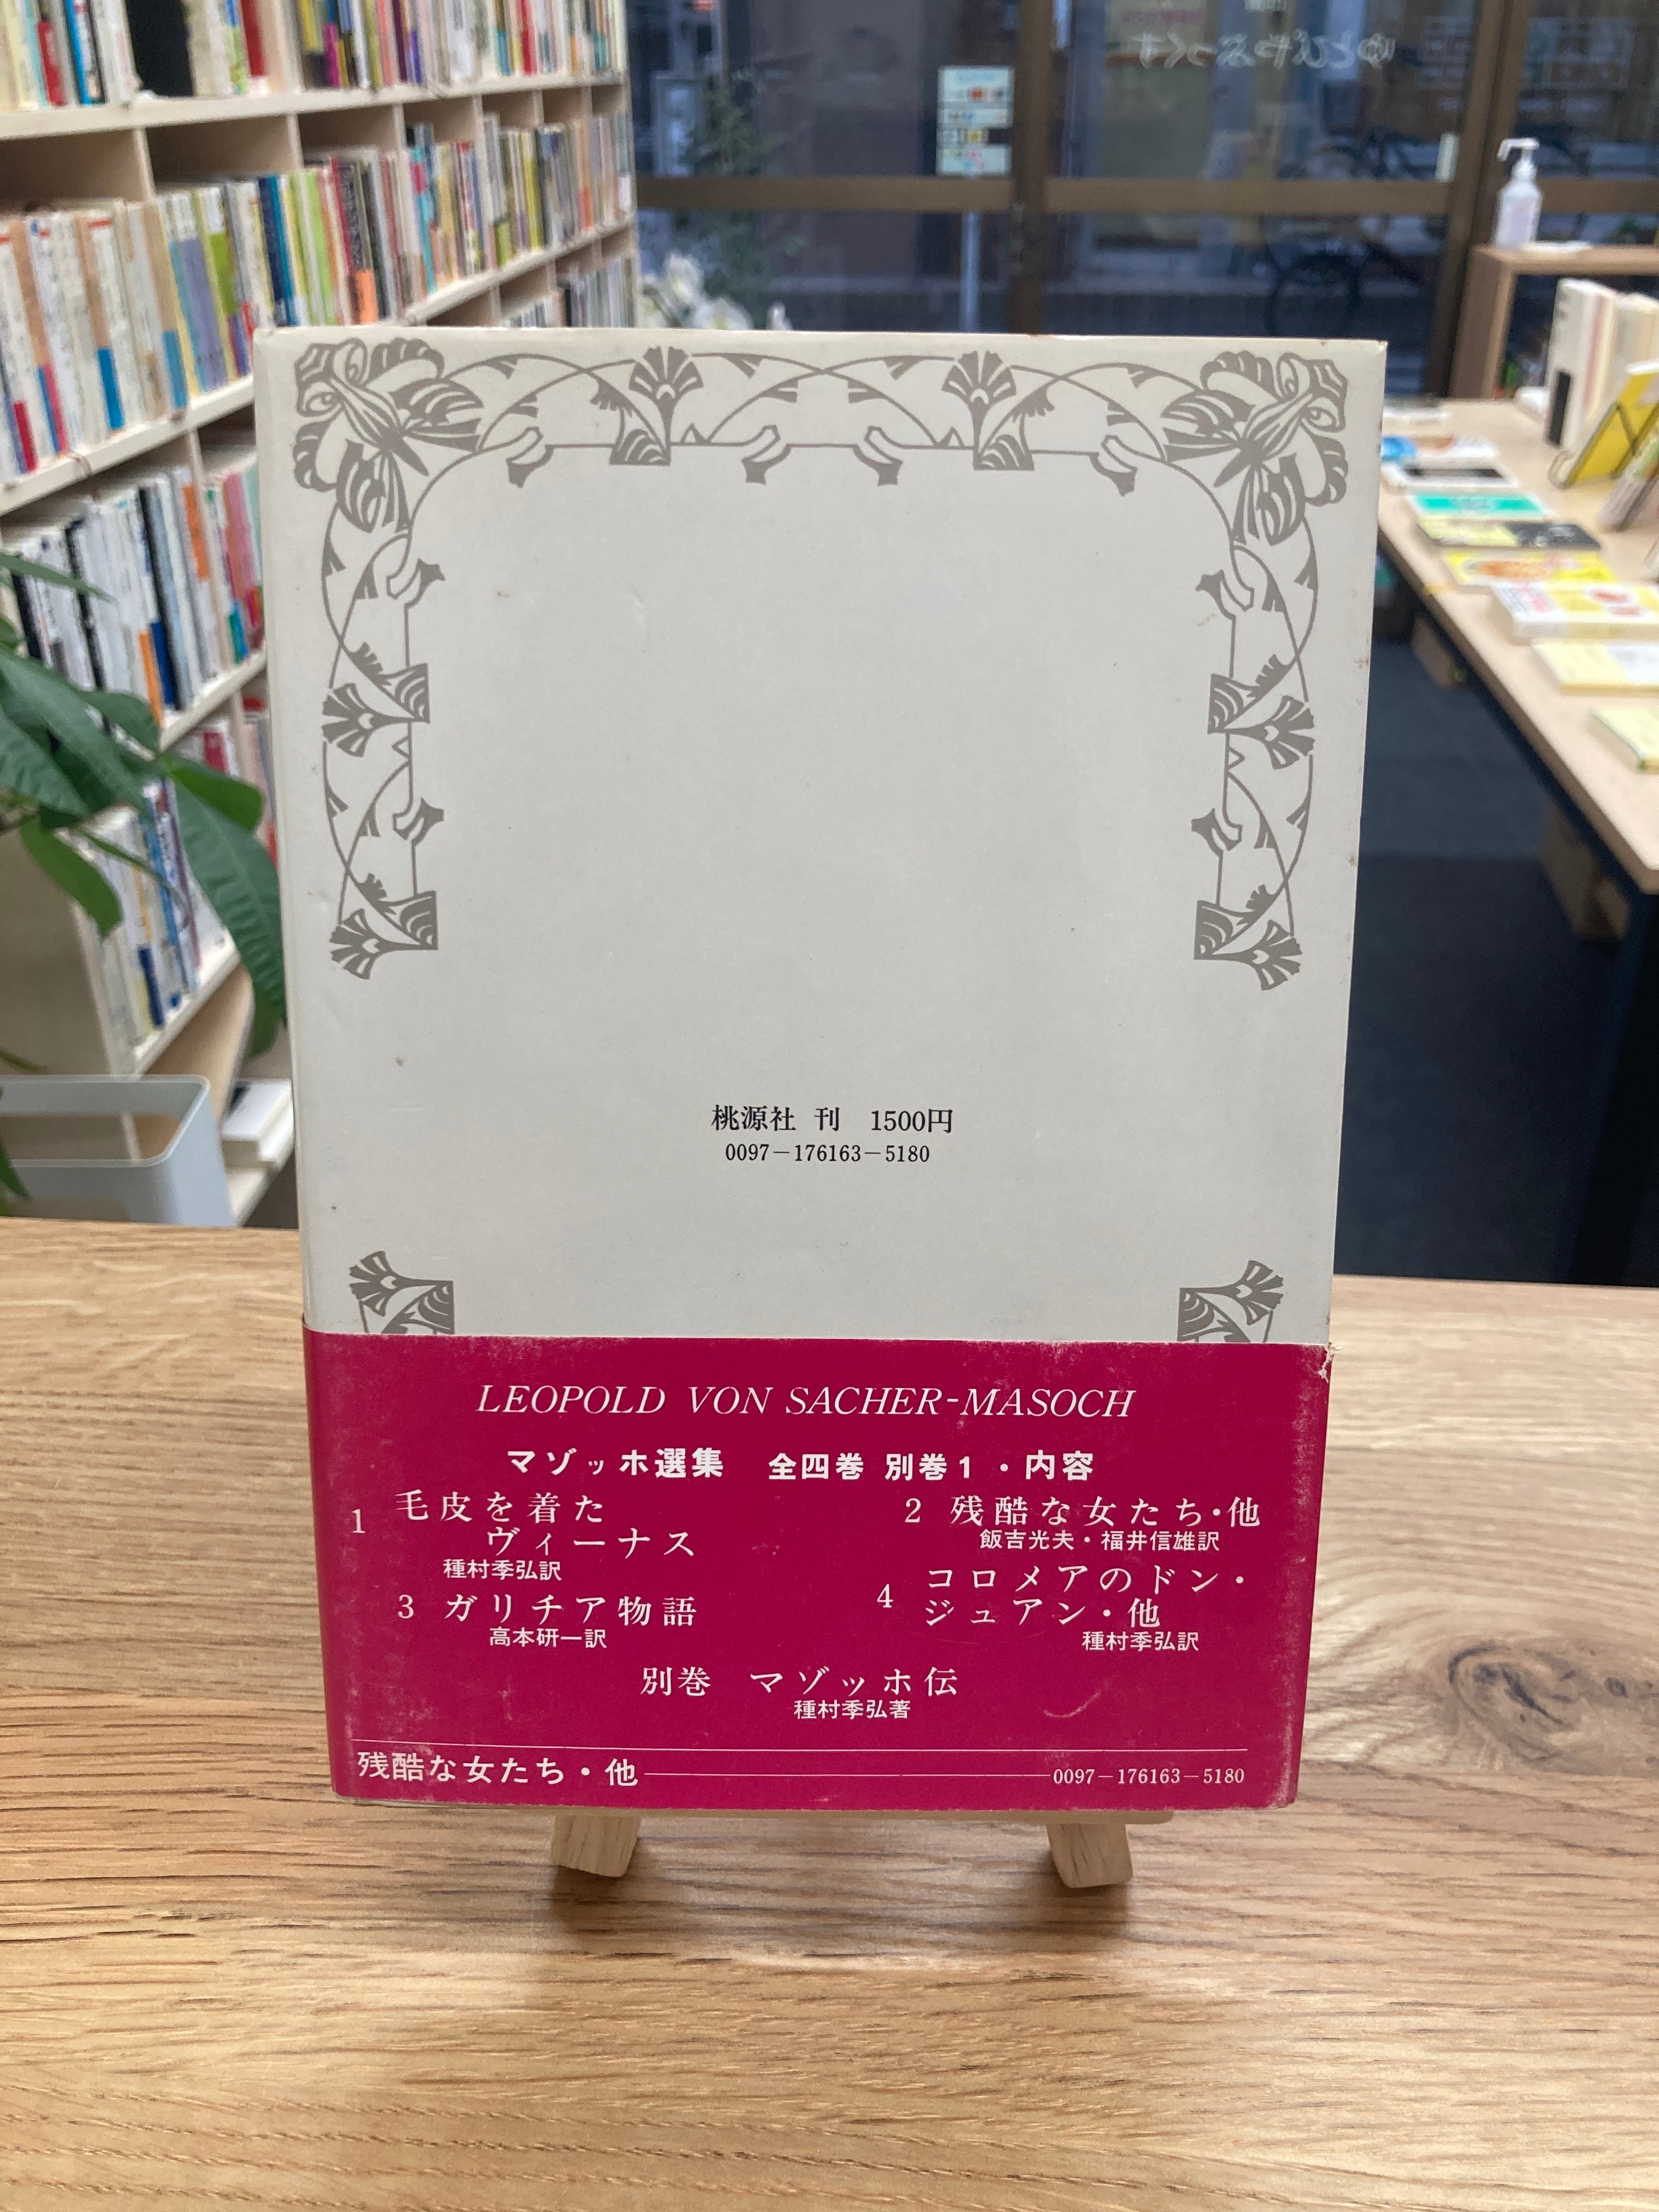 桃源社 刊 1500円
0097-176163-5180
LEOPOLD VON SACHER-MASOCH
マゾッホ選集 全四巻 別巻1・内容
1 毛皮を着た
ヴィーナス
種村季弘訳
2 残酷な女たち・他
飯吉光夫・福井信雄訳
3 ガリチア物語
高本研一訳
4 コロメアのドン・
ジュアン・他
種村季弘訳
別巻 マゾッホ伝
種村季弘著
残酷な女たち・他 0097-176163-5180